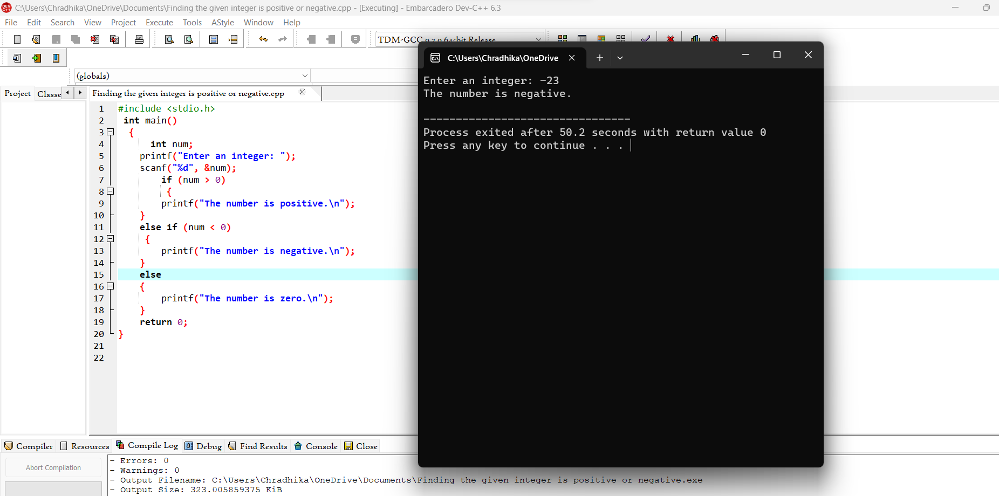 C:\Users\Chradhika\OneDrive\Documents\Finding the given integer is positive or negative.cpp - [Executing] - Embarcadero Dev-C++ 6.3
File Edit Search View Project Execute Tools AStyle Window Help
TDM-GCC 9.2.0 64-bit Release
(globals)
Project Classe
Finding the given integer is positive or negative.cpp
1 #include <stdio.h>
2 int main()
3 {
4 int num;
5 printf("Enter an integer: ");
6 scanf("%d", &num);
7 if (num > 0)
8 {
9 printf("The number is positive.\n");
10 }
11 else if (num < 0)
12 {
13 printf("The number is negative.\n");
14 }
15 else
16 {
17 printf("The number is zero.\n");
18 }
19 return 0;
20 }
21
22
C:\Users\Chradhika\OneDrive
Enter an integer: -23
The number is negative.
--------------------------------
Process exited after 50.2 seconds with return value 0
Press any key to continue . . .
Compiler Resources Compile Log Debug Find Results Console Close
Abort Compilation
- Errors: 0
- Warnings: 0
- Output Filename: C:\Users\Chradhika\OneDrive\Documents\Finding the given integer is positive or negative.exe
- Output Size: 323.005859375 KiB